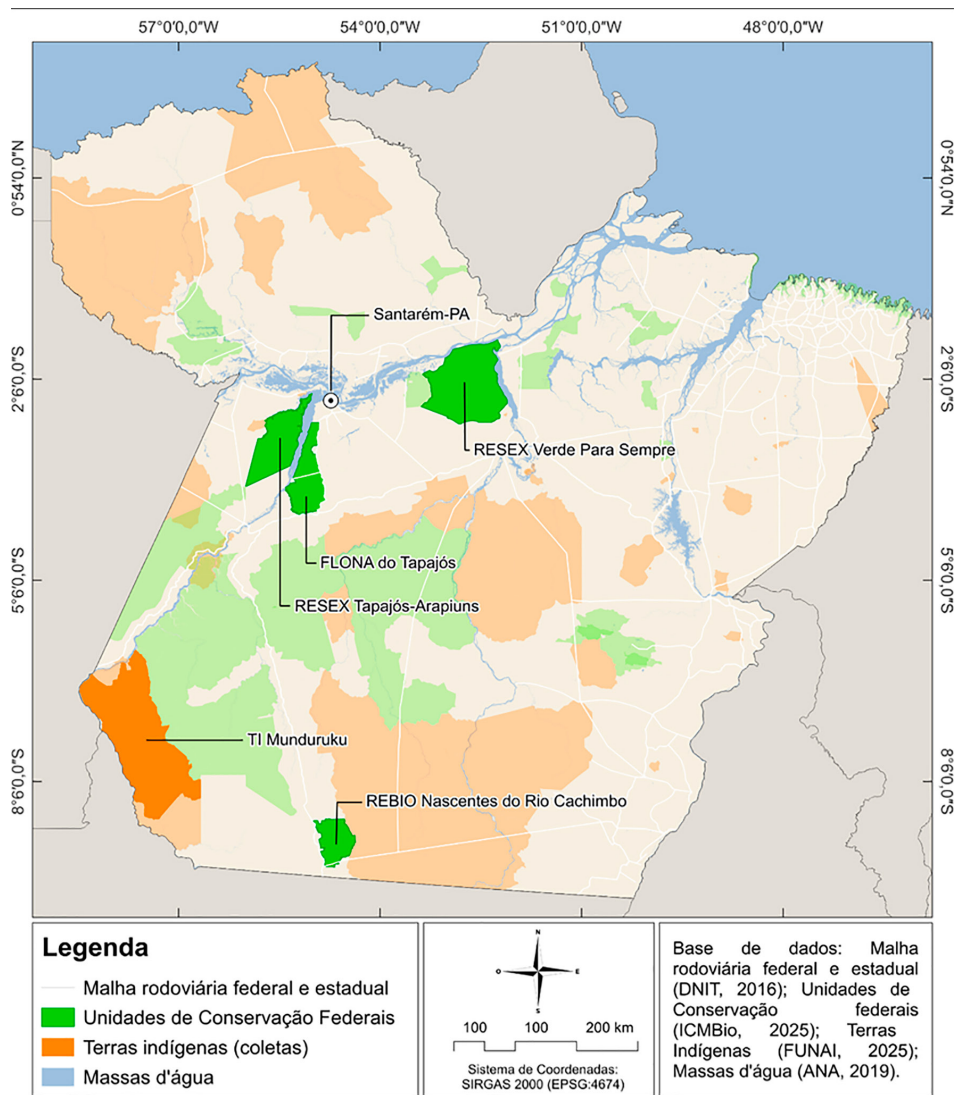 57°0'0,0"W
54°0'0,0"W
51°0'0,0"W
48°0'0,0"W
0°54'0,0"N
0°54'0,0"N
Santarém-PA
2°6'0,0"S
2°6'0,0"S
RESEX Verde Para Sempre
FLONA do Tapajós
5°6'0,0"S
5°6'0,0"S
RESEX Tapajós-Arapiuns
TI Munduruku
8°6'0,0"S
8°6'0,0"S
REBIO Nascentes do Rio Cachimbo
Legenda
Malha rodoviária federal e estadual
Unidades de Conservação Federais
Terras indígenas (coletas)
Massas d'água
N
O
E
S
100 100 200 km
Sistema de Coordenadas:
SIRGAS 2000 (EPSG:4674)
Base de dados: Malha
rodoviária federal e estadual
(DNIT, 2016); Unidades de
Conservação federais
(ICMBio, 2025); Terras
Indígenas (FUNAI, 2025);
Massas d'água (ANA, 2019).